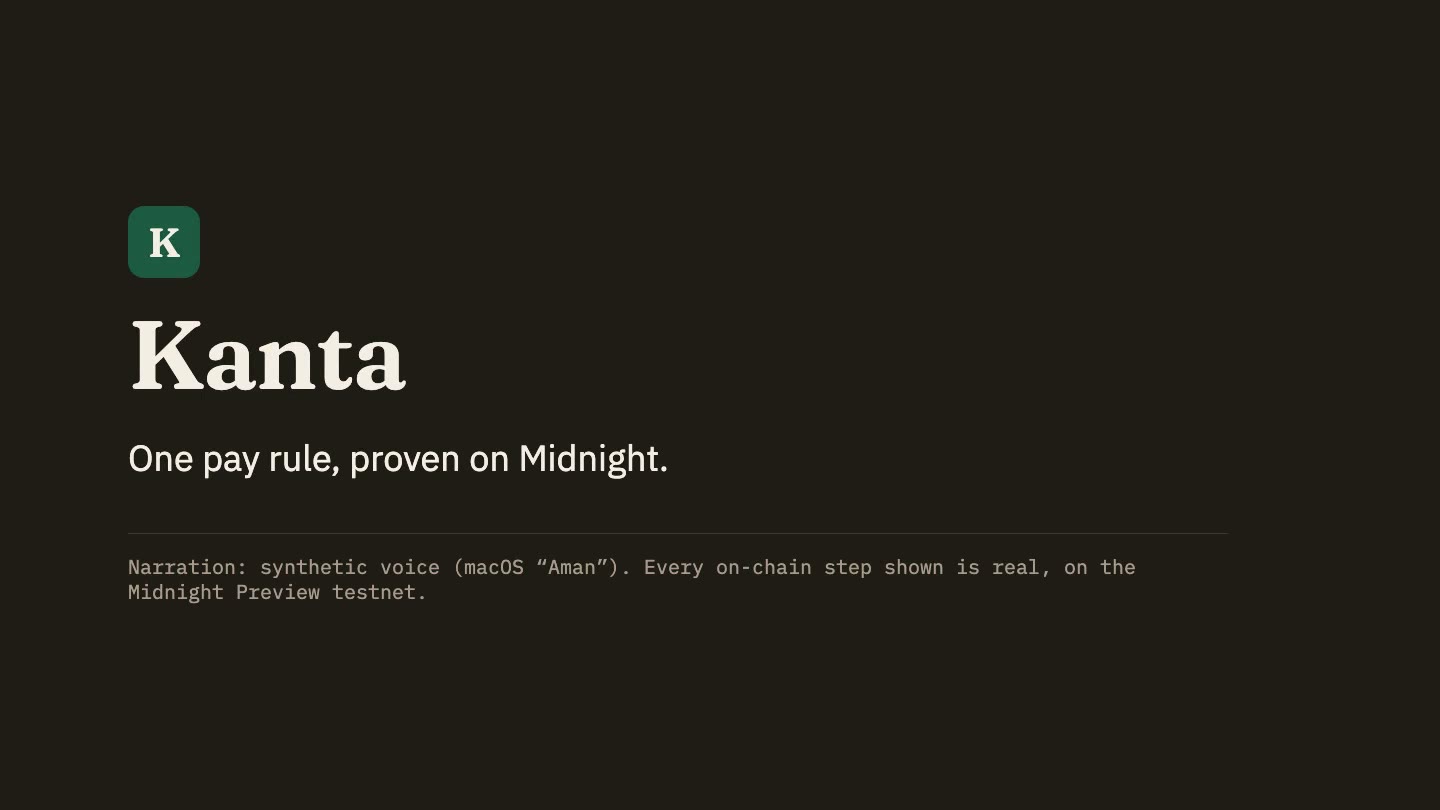 K
Kanta
One pay rule, proven on Midnight.
Narration: synthetic voice (macOS “Aman”). Every on-chain step shown is real, on the
Midnight Preview testnet.